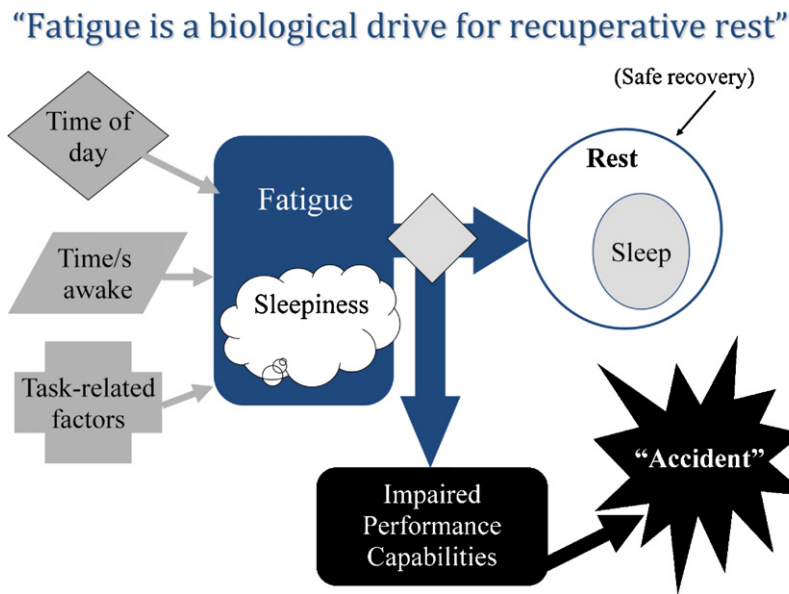 “Fatigue is a biological drive for recuperative rest”
(Safe recovery)
Time of
day
Rest
Fatigue
Time/s
awake
Sleepiness
Sleep
Task-related
factors
“Accident”
Impaired
Performance
Capabilities